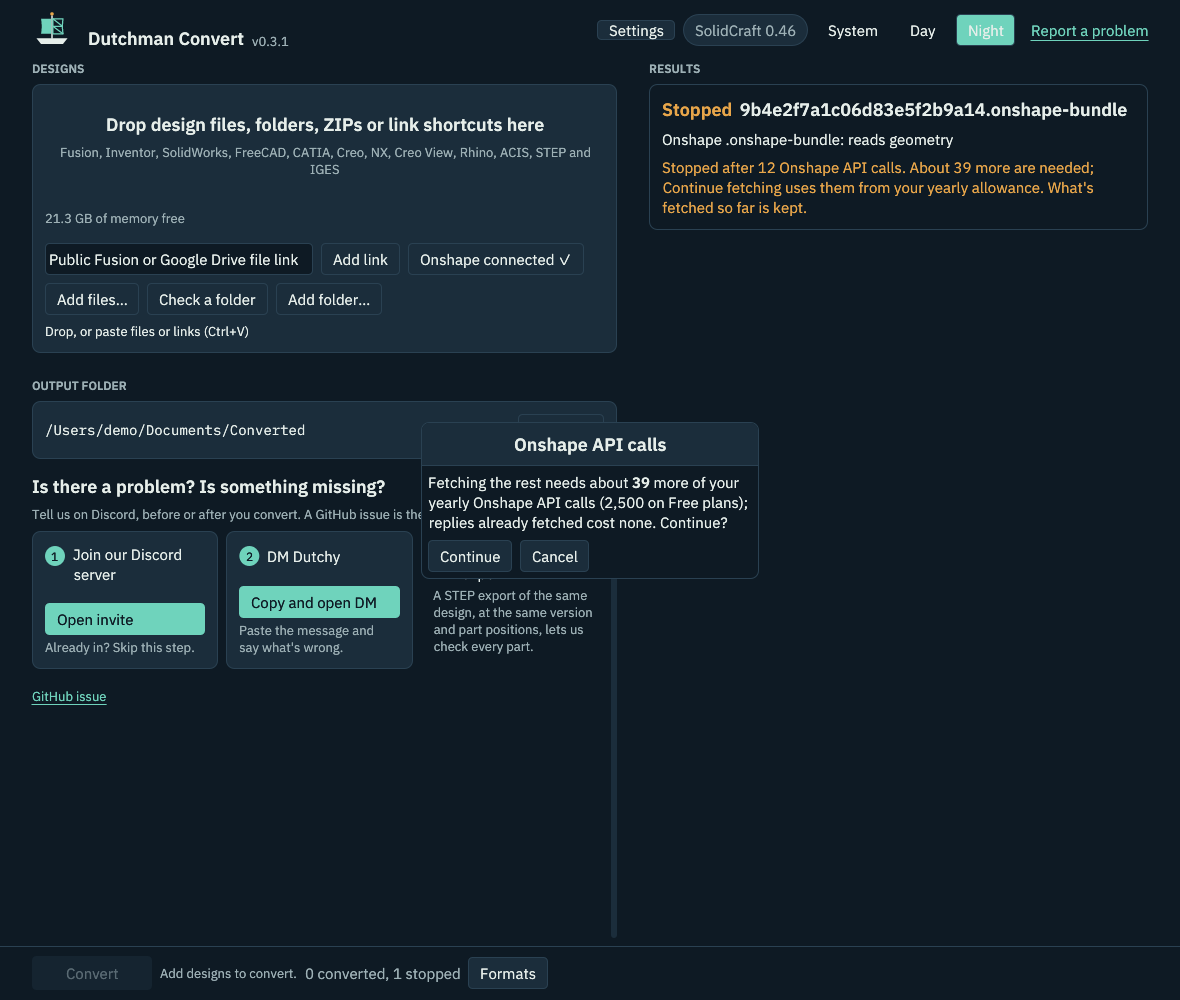 Dutchman Convert v0.3.1
Settings
SolidCraft 0.46
System
Day
Night
Report a problem
DESIGNS
Drop design files, folders, ZIPs or link shortcuts here
Fusion, Inventor, SolidWorks, FreeCAD, CATIA, Creo, NX, Creo View, Rhino, ACIS, STEP and
IGES
21.3 GB of memory free
Public Fusion or Google Drive file link
Add link
Onshape connected ✓
Add files...
Check a folder
Add folder...
Drop, or paste files or links (Ctrl+V)
OUTPUT FOLDER
/Users/demo/Documents/Converted
Is there a problem? Is something missing?
Tell us on Discord, before or after you convert. A GitHub issue is the
1 Join our Discord
server
Open invite
Already in? Skip this step.
2 DM Dutchy
Copy and open DM
Paste the message and
say what's wrong.
A STEP export of the same
design, at the same version
and part positions, lets us
check every part.
GitHub issue
Onshape API calls
Fetching the rest needs about 39 more of your
yearly Onshape API calls (2,500 on Free plans);
replies already fetched cost none. Continue?
Continue
Cancel
RESULTS
Stopped 9b4e2f7a1c06d83e5f2b9a14.onshape-bundle
Onshape .onshape-bundle: reads geometry
Stopped after 12 Onshape API calls. About 39 more are needed;
Continue fetching uses them from your yearly allowance. What's
fetched so far is kept.
Convert
Add designs to convert.
0 converted, 1 stopped
Formats